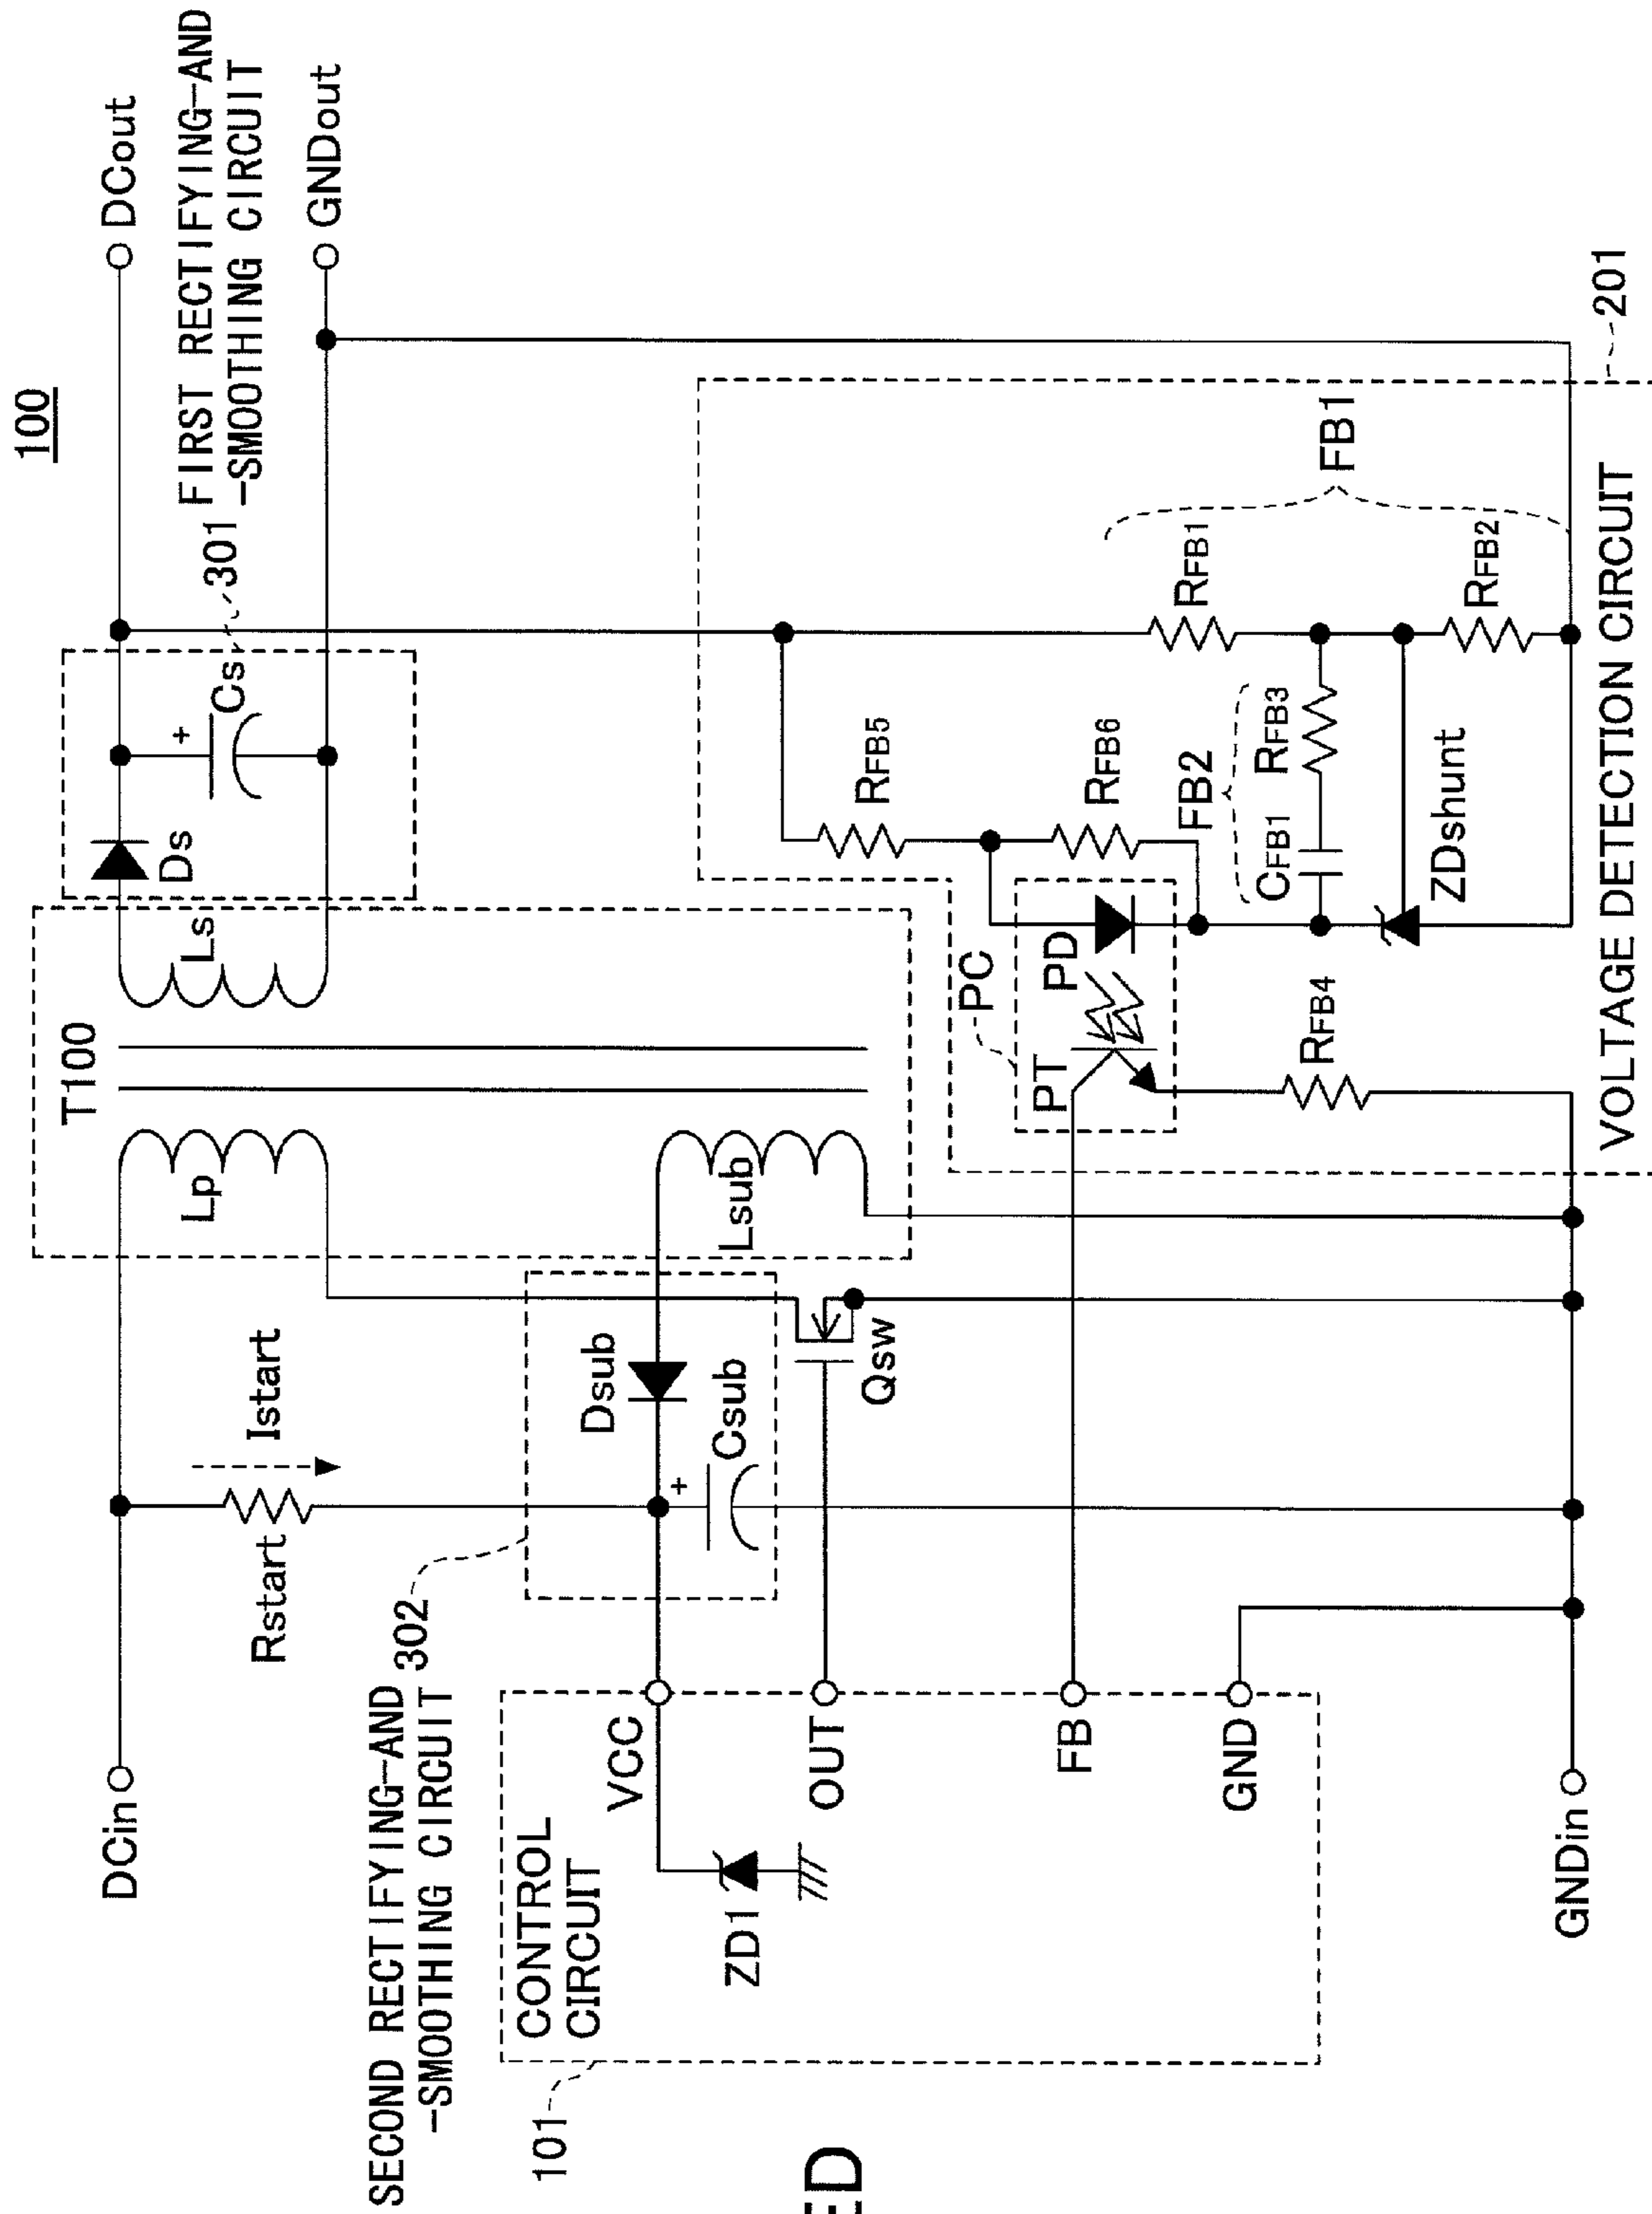 100
DCin
Rstart
Istart
T100
Lp
Ls
Lsub
Ds
Cs
301
FIRST RECTIFYING-AND
-SMOOTHING CIRCUIT
DCout
GNDout
SECOND RECTIFYING-AND
-SMOOTHING CIRCUIT
302
Dsub
+
Csub
+
Qsw
101
CONTROL
CIRCUIT
ZD1
VCC
OUT
FB
GND
GNDin
PC
PT
PD
RFB4
RFB5
RFB6
FB2
CFB1
RFB3
ZDshunt
RFB1
RFB2
FB1
201
VOLTAGE DETECTION CIRCUIT